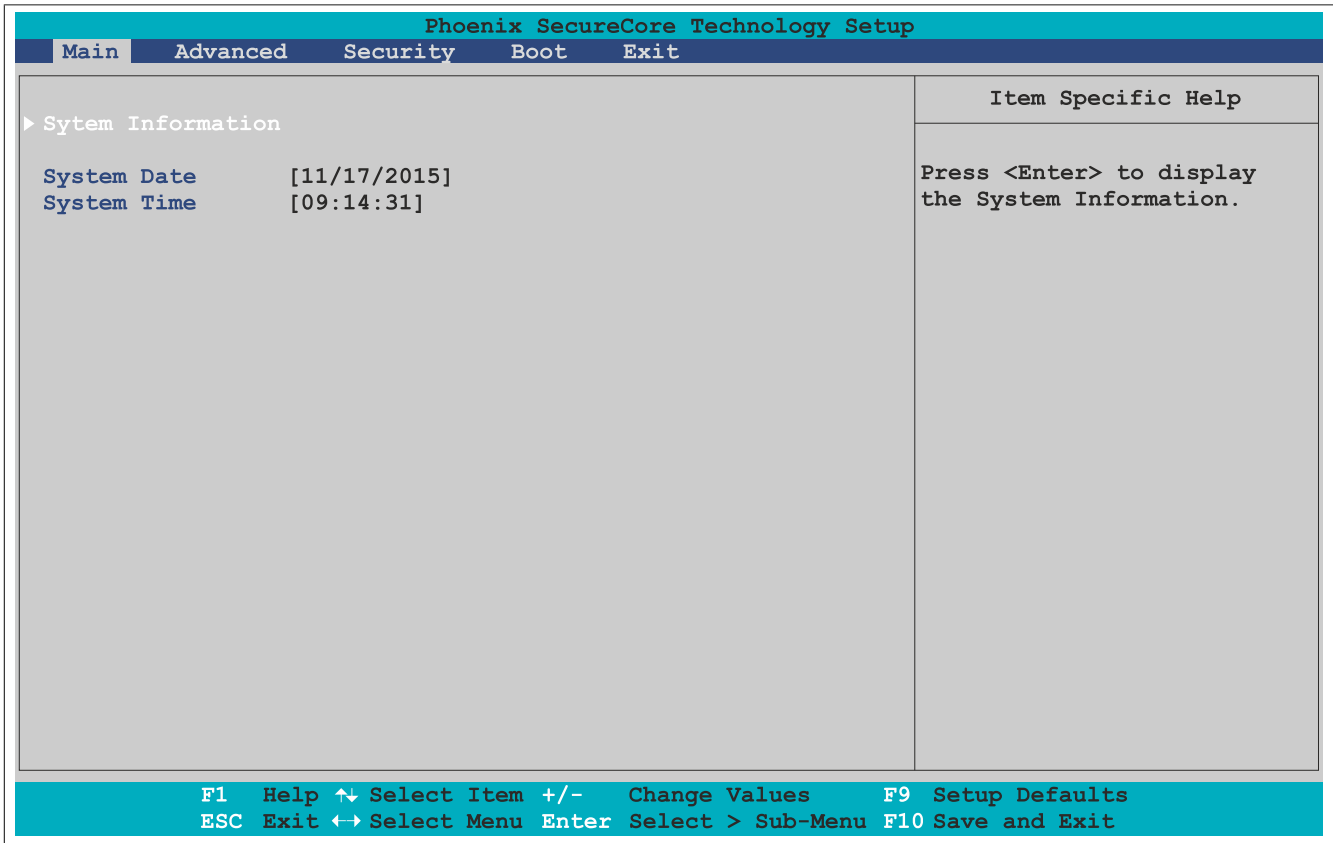 Phoenix SecureCore Technology Setup
Main Advanced Security Boot Exit
Sytem Information
System Date [11/17/2015]
System Time [09:14:31]
Item Specific Help
Press <Enter> to display
the System Information.
F1 Help ↑↓ Select Item +/- Change Values F9 Setup Defaults
ESC Exit ←→ Select Menu Enter Select > Sub-Menu F10 Save and Exit